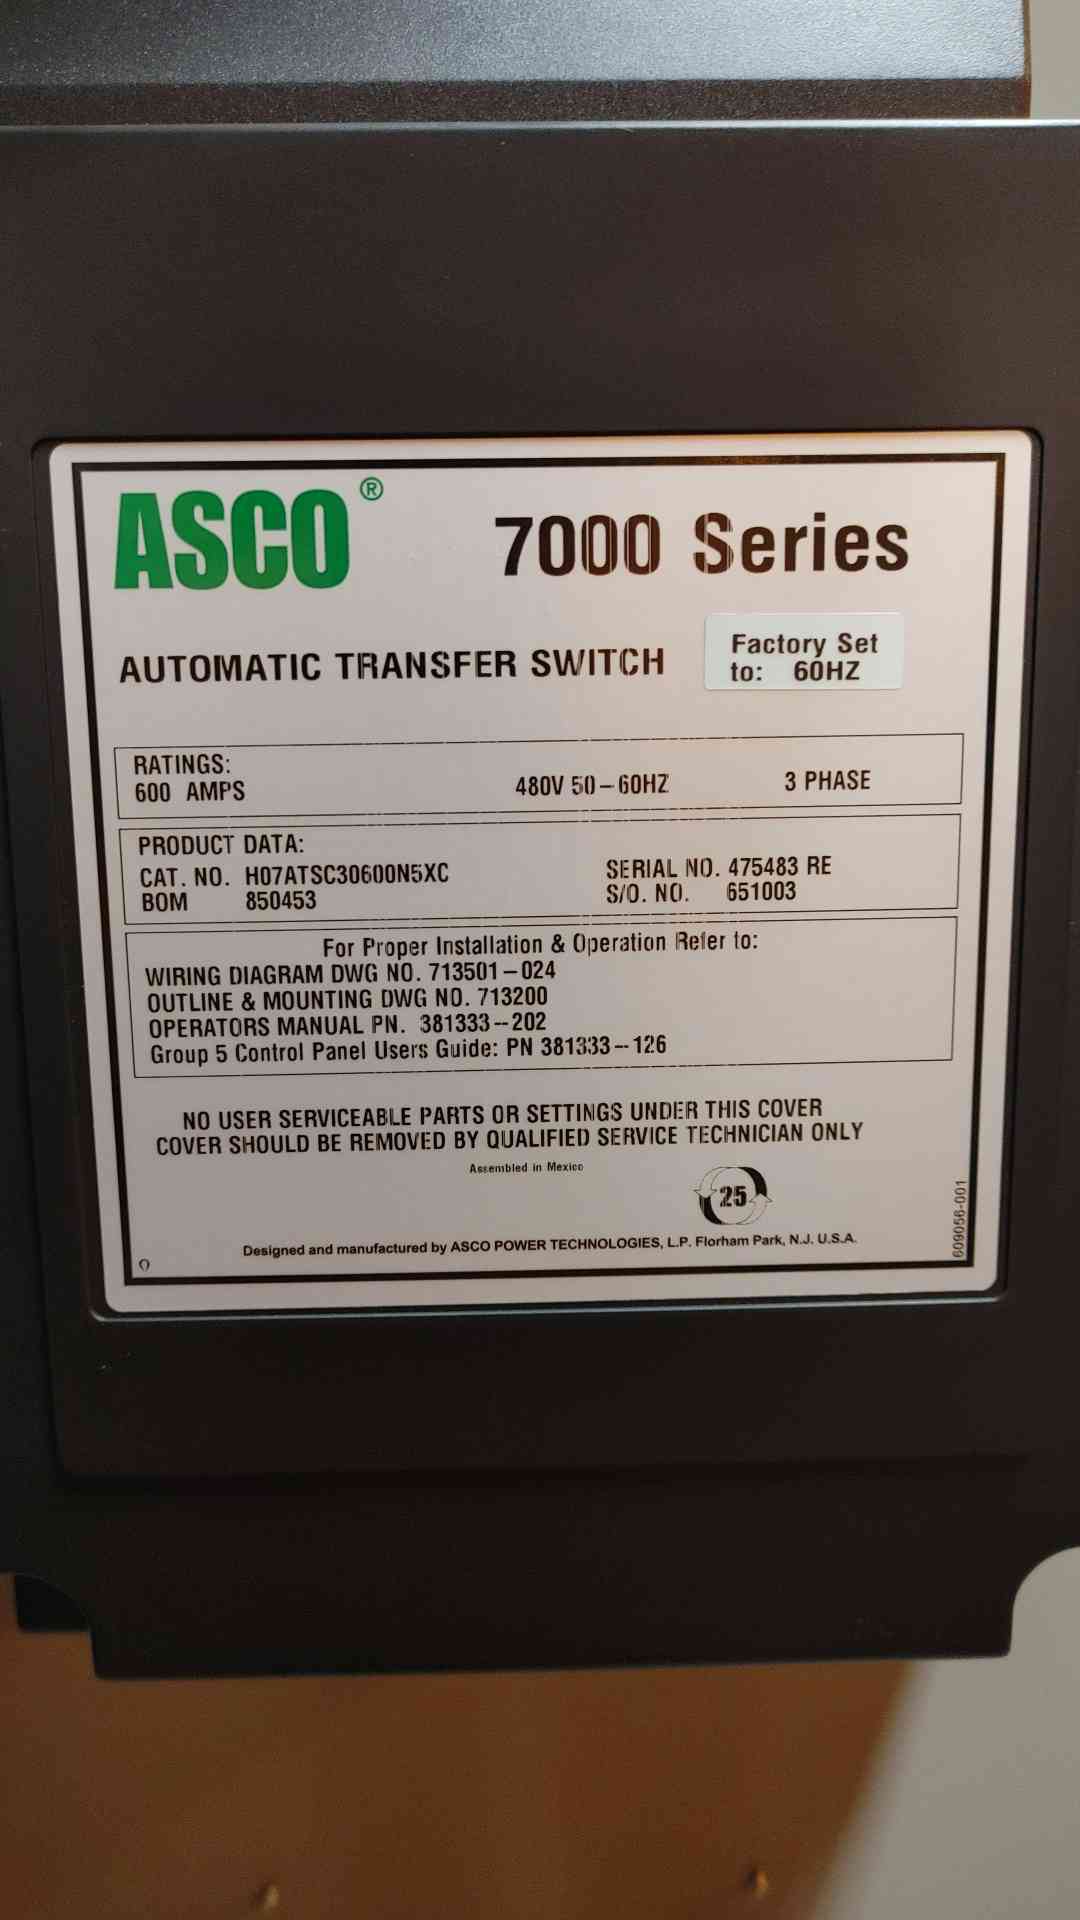 ASCO® 7000 Series
AUTOMATIC TRANSFER SWITCH
Factory Set
to: 60HZ
RATINGS:
600 AMPS 480V 50-60HZ 3 PHASE
PRODUCT DATA:
CAT. NO. H07ATSC30600N5XC SERIAL NO. 475483 RE
BOM 850453 S/O. NO. 651003
For Proper Installation & Operation Refer to:
WIRING DIAGRAM DWG NO. 713501-024
OUTLINE & MOUNTING DWG NO. 713200
OPERATORS MANUAL PN. 381333-202
Group 5 Control Panel Users Guide: PN 381333-126
NO USER SERVICEABLE PARTS OR SETTINGS UNDER THIS COVER
COVER SHOULD BE REMOVED BY QUALIFIED SERVICE TECHNICIAN ONLY
Assembled in Mexico
25
Designed and manufactured by ASCO POWER TECHNOLOGIES, L.P. Florham Park, N.J. U.S.A.
609056-001